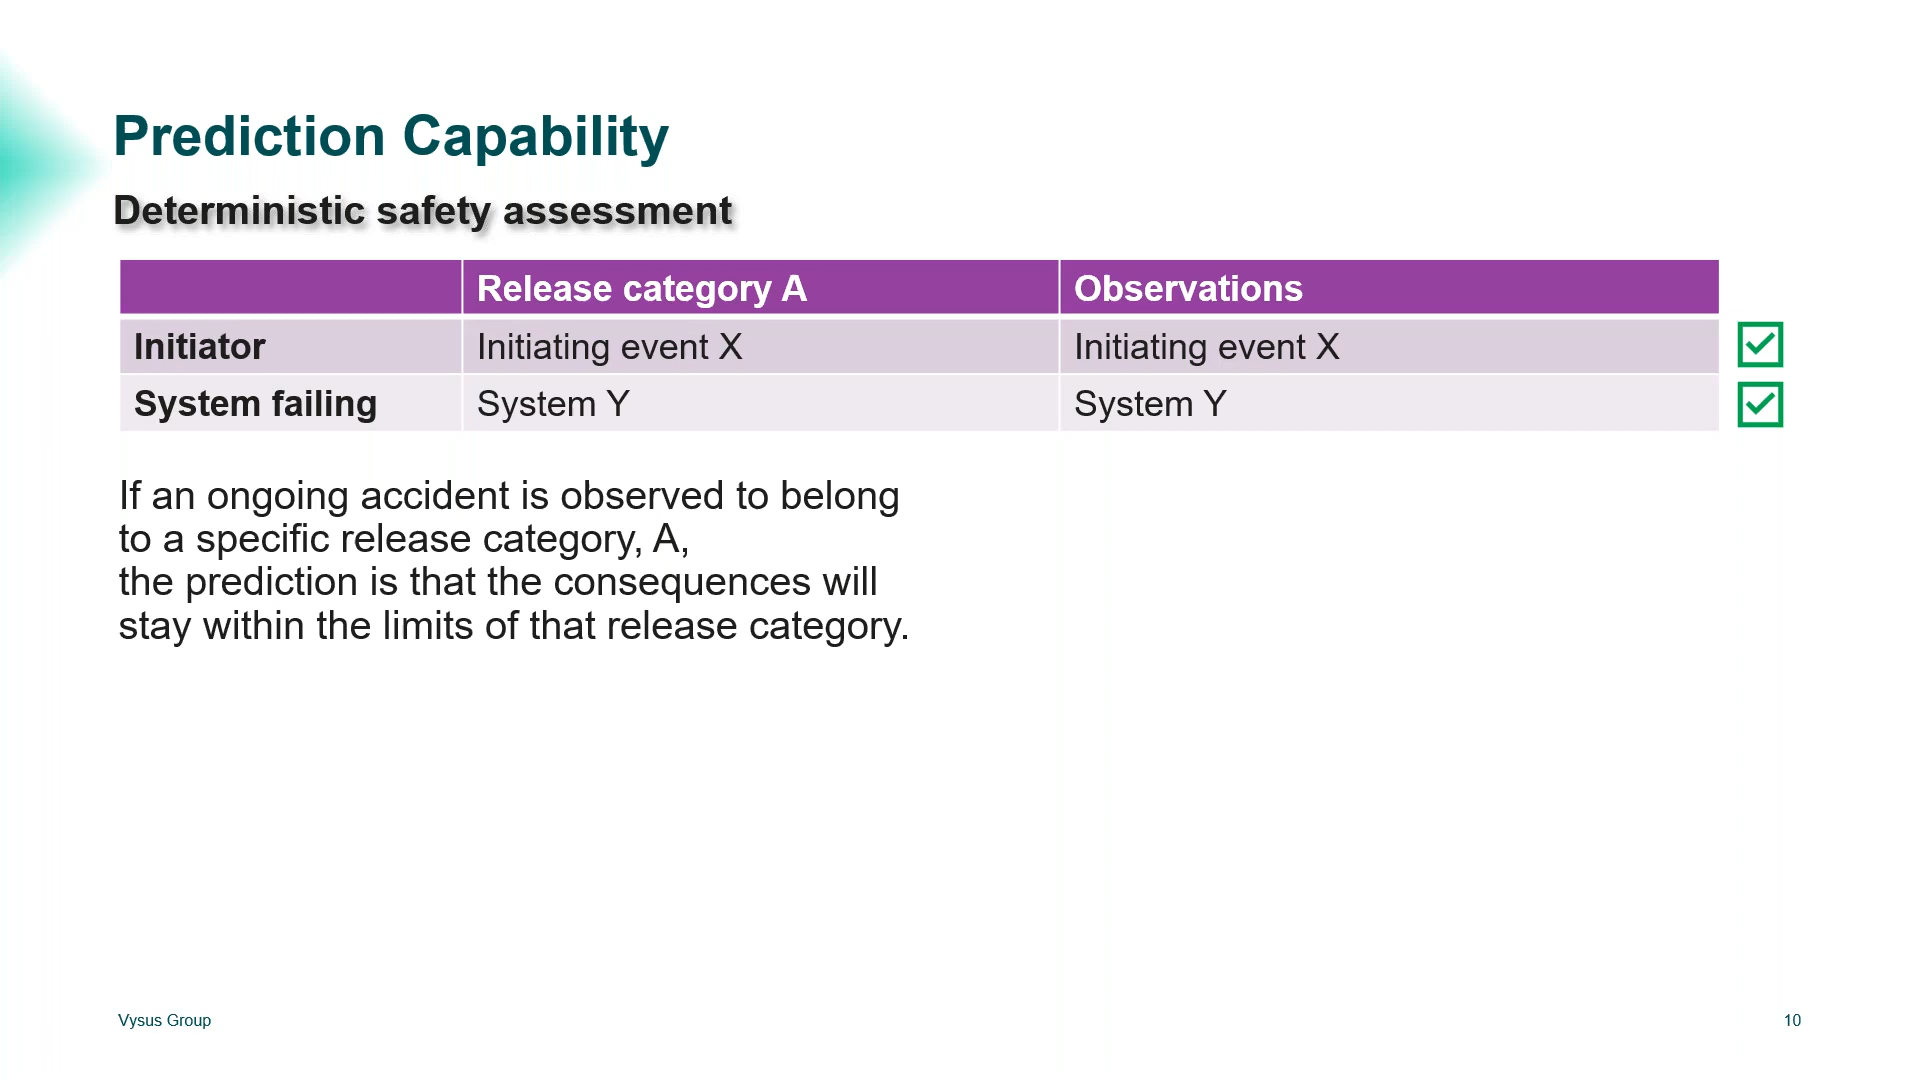 Prediction Capability
Deterministic safety assessment
Release category A Observations
Initiator Initiating event X Initiating event X
System failing System Y System Y
If an ongoing accident is observed to belong
to a specific release category, A,
the prediction is that the consequences will
stay within the limits of that release category.
Vysus Group 10